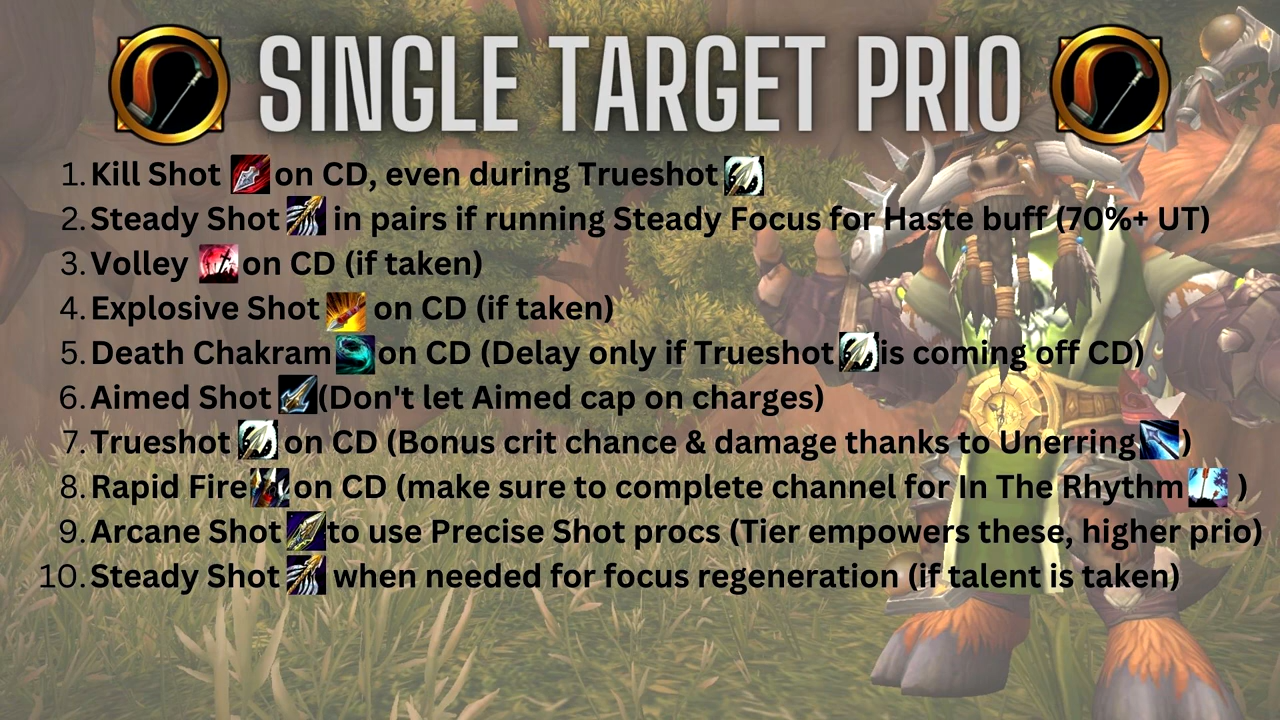 SINGLE TARGET PRIO
1. Kill Shot on CD, even during Trueshot
2. Steady Shot in pairs if running Steady Focus for Haste buff (70%+ UT)
3. Volley on CD (if taken)
4. Explosive Shot on CD (if taken)
5. Death Chakram on CD (Delay only if Trueshot is coming off CD)
6. Aimed Shot (Don't let Aimed cap on charges)
7. Trueshot on CD (Bonus crit chance & damage thanks to Unerring )
8. Rapid Fire on CD (make sure to complete channel for In The Rhythm )
9. Arcane Shot to use Precise Shot procs (Tier empowers these, higher prio)
10. Steady Shot when needed for focus regeneration (if talent is taken)